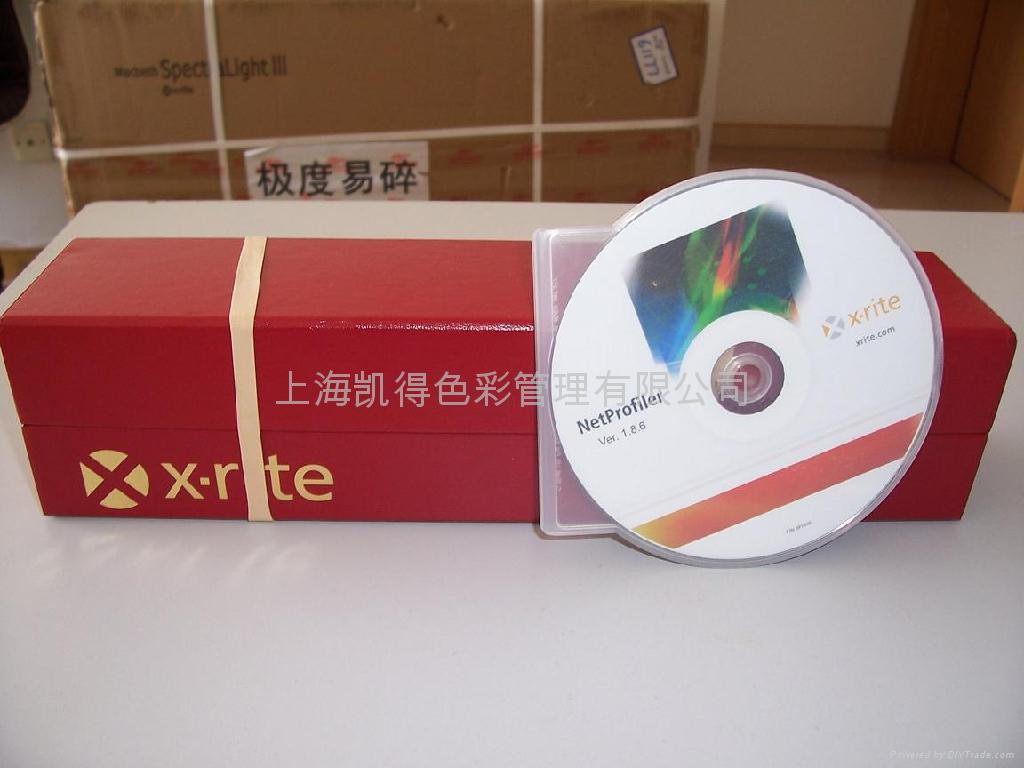 Macbeth SpectraLight III
x·rite
LL119
极度易碎
x·rite
xrite.com
上海凯得色彩管理有限公司
NetProfiler
Ver. 1.8.6
x·rite
Powered by DIYTrade.com